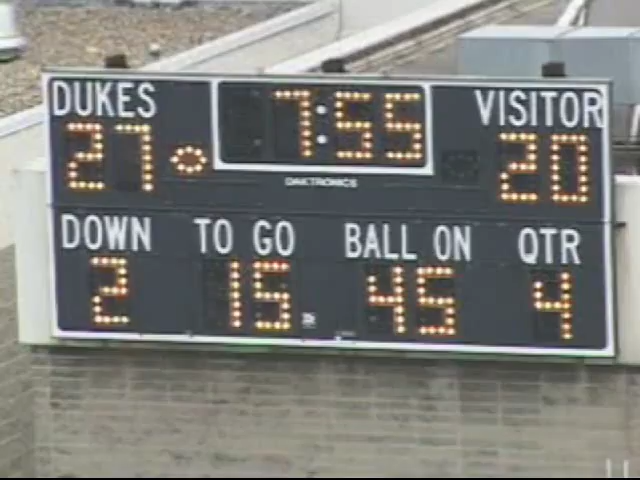 DUKES 7:55 VISITOR
27 20
DAKTRONICS
DOWN TO GO BALL ON QTR
2 15 45 4